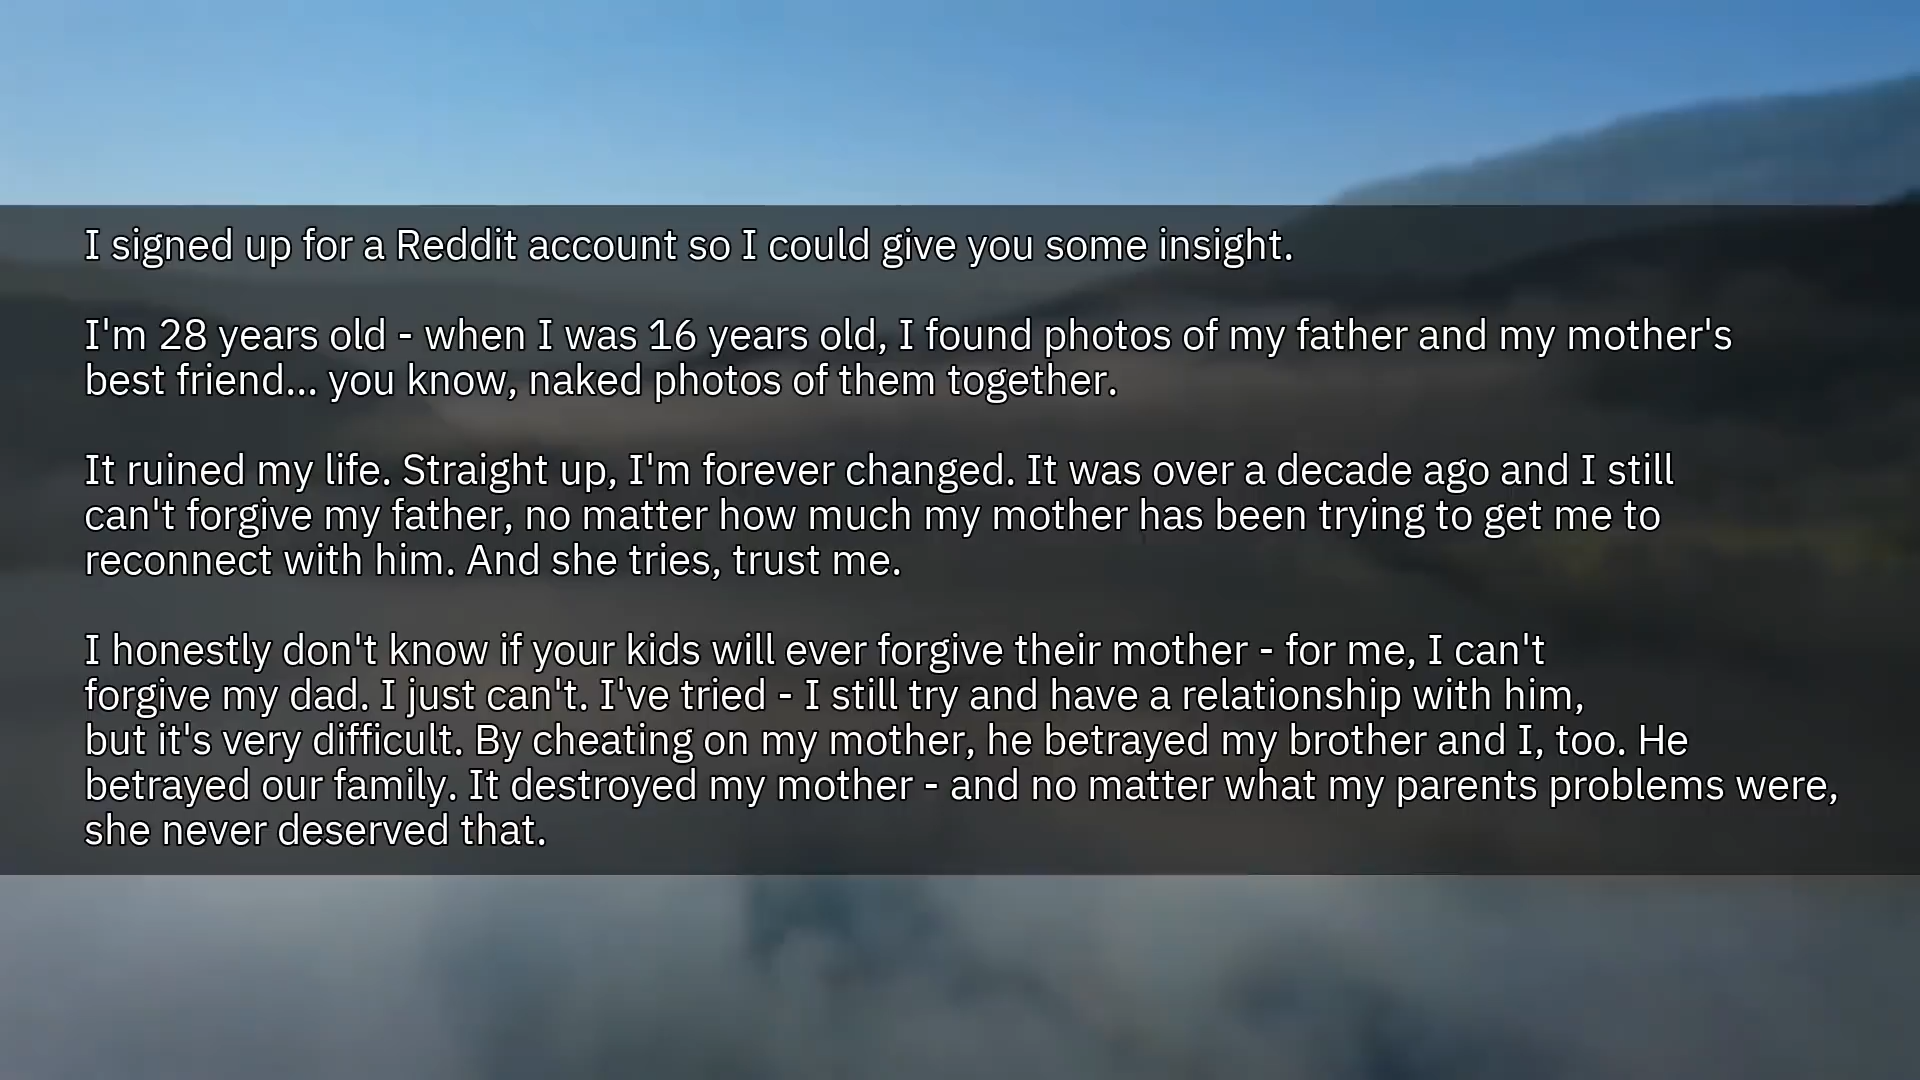 I signed up for a Reddit account so I could give you some insight.
I'm 28 years old - when I was 16 years old, I found photos of my father and my mother's
best friend... you know, naked photos of them together.
It ruined my life. Straight up, I'm forever changed. It was over a decade ago and I still
can't forgive my father, no matter how much my mother has been trying to get me to
reconnect with him. And she tries, trust me.
I honestly don't know if your kids will ever forgive their mother - for me, I can't
forgive my dad. I just can't. I've tried - I still try and have a relationship with him,
but it's very difficult. By cheating on my mother, he betrayed my brother and I, too. He
betrayed our family. It destroyed my mother - and no matter what my parents problems were,
she never deserved that.